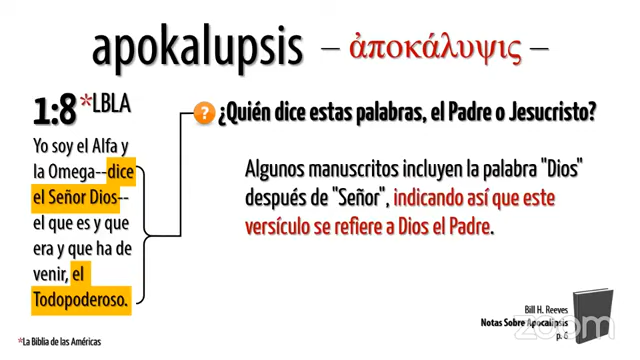 apokalupsis – ἀποκάλυψις –
1:8 *LBLA
Yo soy el Alfa y
la Omega--dice
el Señor Dios--
el que es y que
era y que ha de
venir, el
Todopoderoso.
? ¿Quién dice estas palabras, el Padre o Jesucristo?
Algunos manuscritos incluyen la palabra "Dios"
después de "Señor", indicando así que este
versículo se refiere a Dios el Padre.
Bill H. Reeves
Notas Sobre Apocalipsis
p. 6
zoom
*La Biblia de las Américas